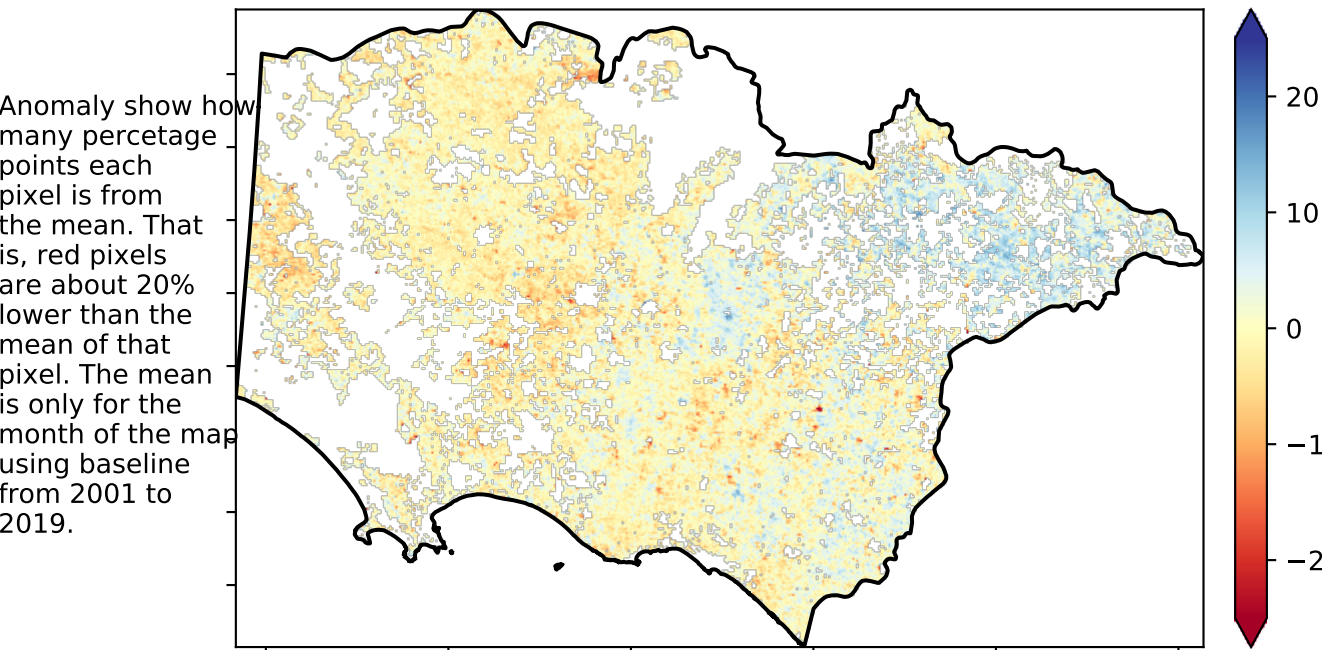 Anomaly show how
many percetage
points each
pixel is from
the mean. That
is, red pixels
are about 20%
lower than the
mean of that
pixel. The mean
is only for the
month of the map
using baseline
from 2001 to
2019.
20
10
0
−1
−2